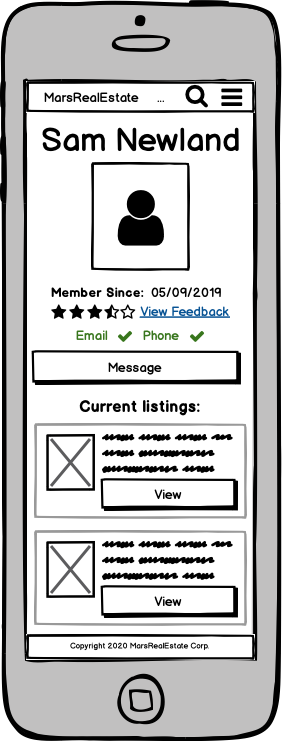 MarsRealEstate ...
Sam Newland
Member Since: 05/09/2019
View Feedback
Email Phone
Message
Current listings:
View
View
Copyright 2020 MarsRealEstate Corp.